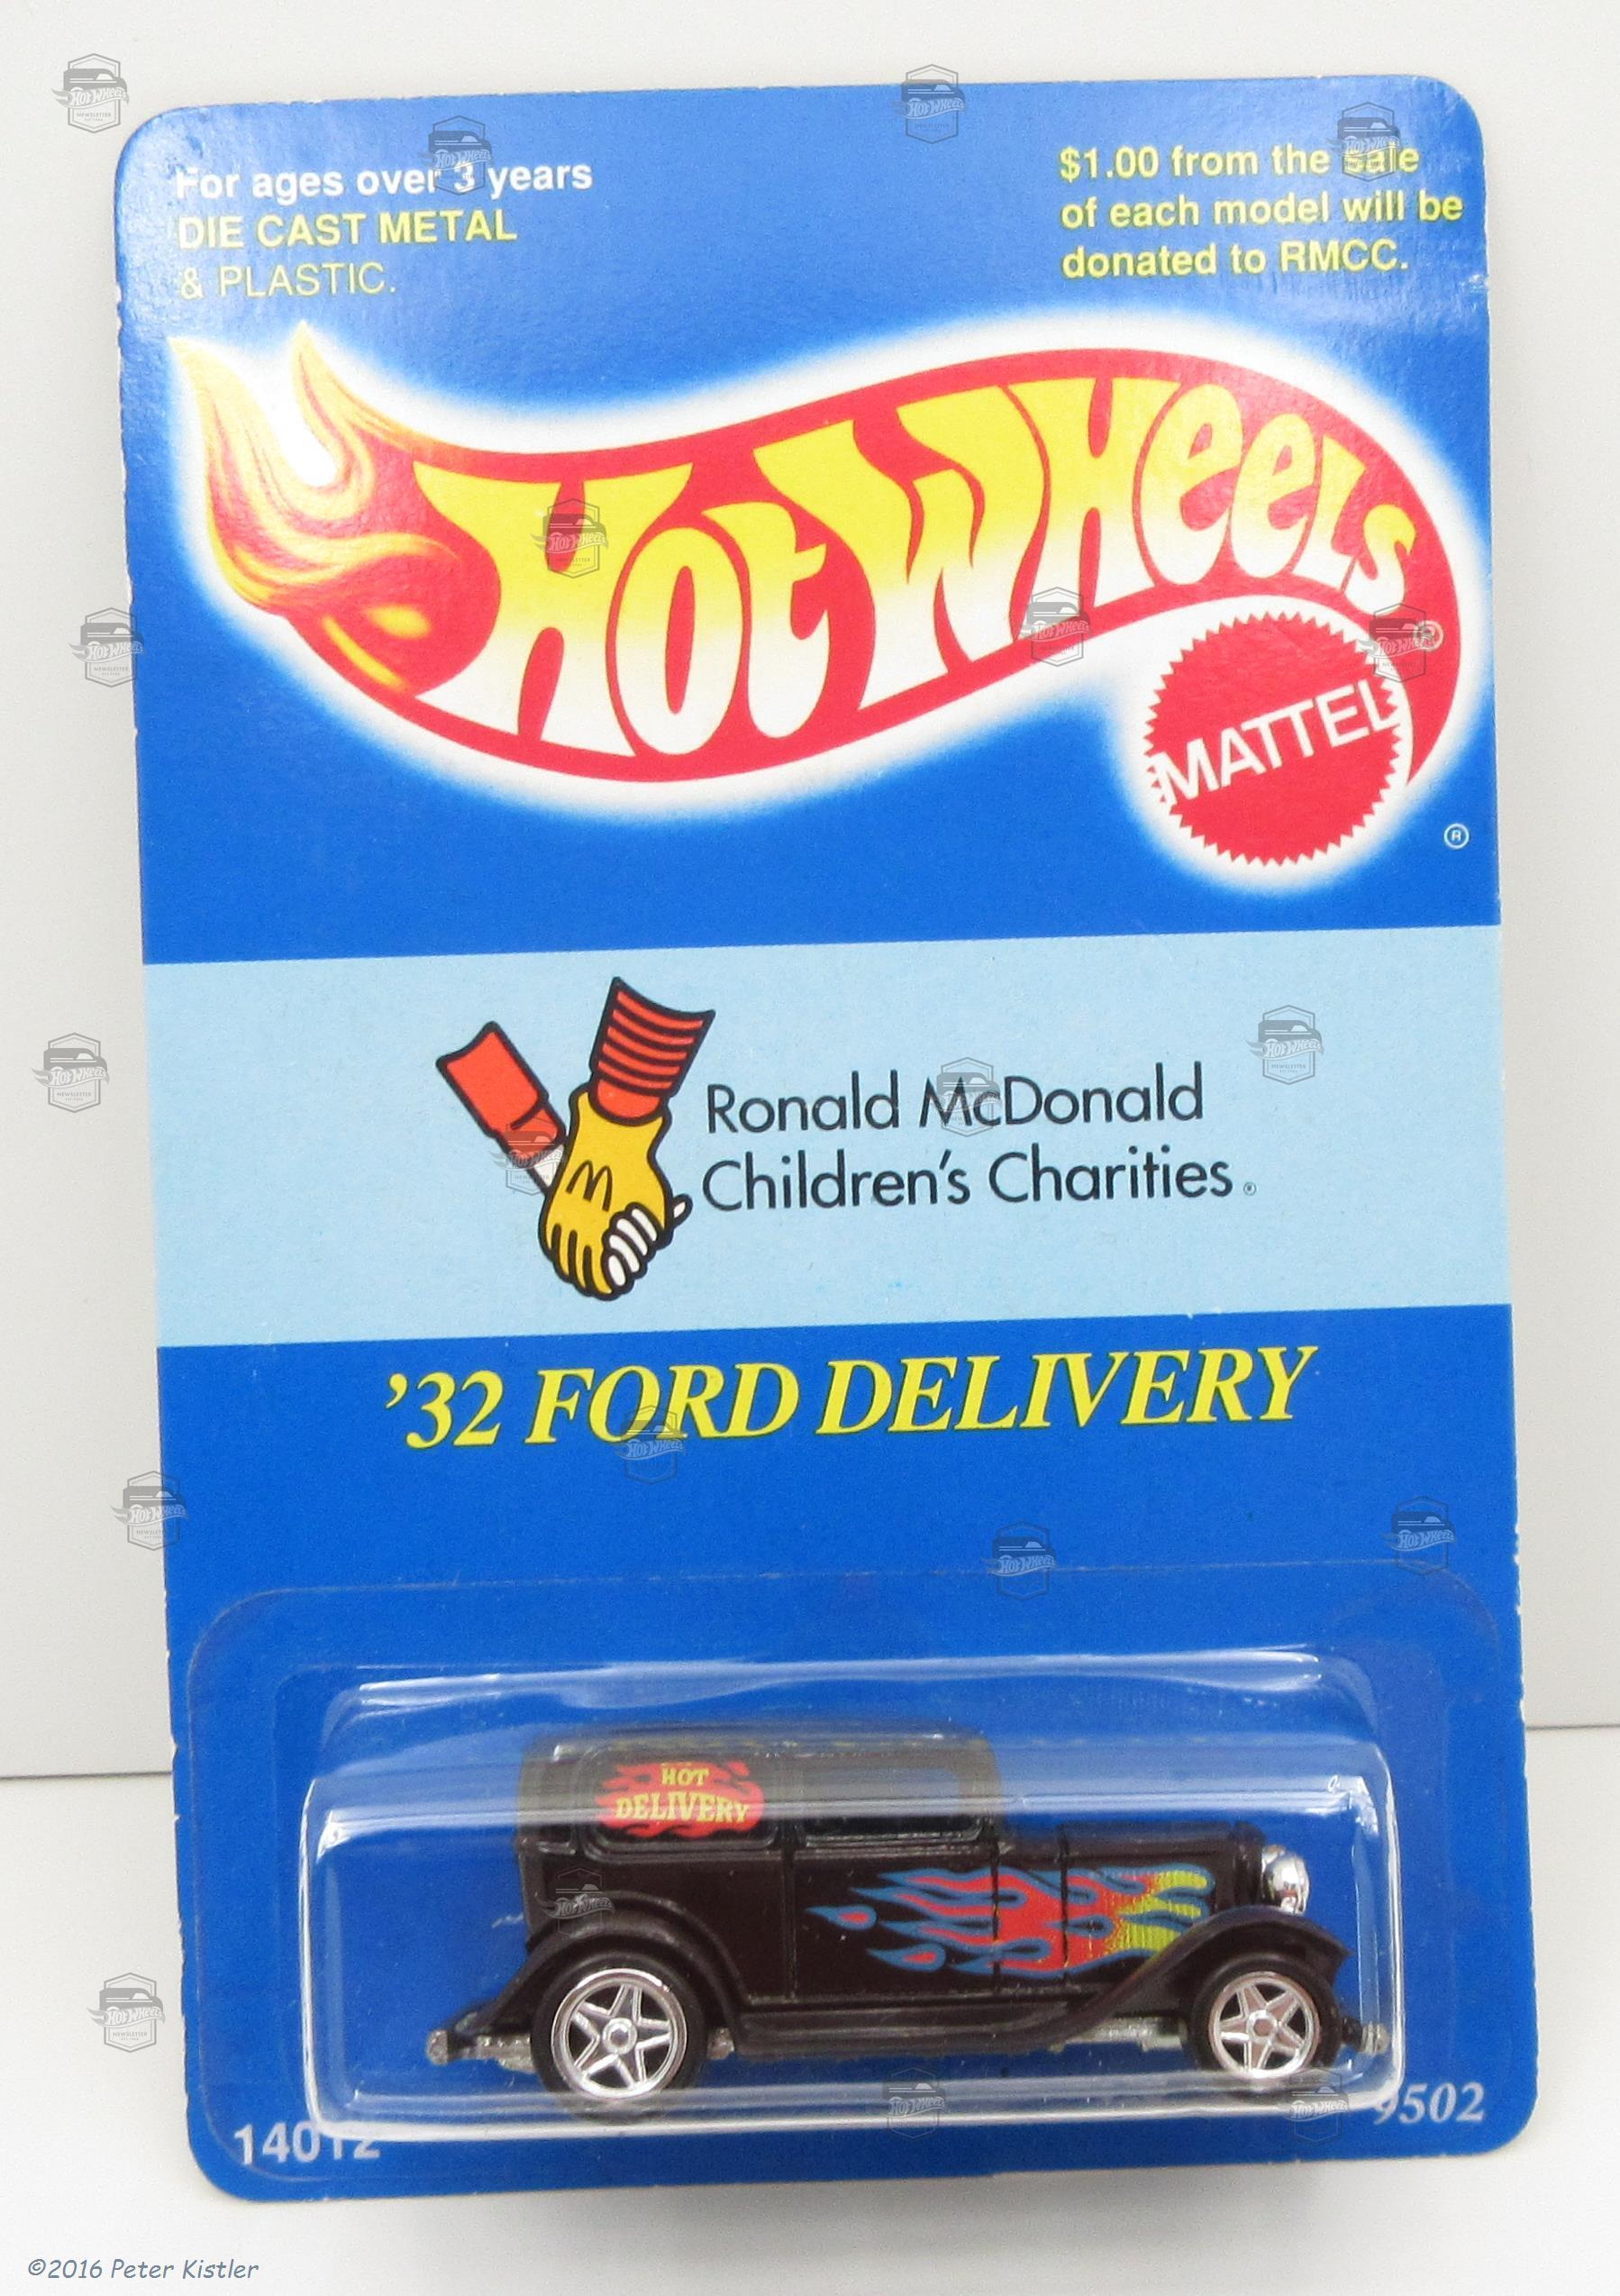 For ages over 3 years
DIE CAST METAL
& PLASTIC.
$1.00 from the sale
of each model will be
donated to RMCC.
HOT WHEELS®
MATTEL
®
Ronald McDonald
Children's Charities®
'32 FORD DELIVERY
HOT
DELIVERY
14012
9502
©2016 Peter Kistler